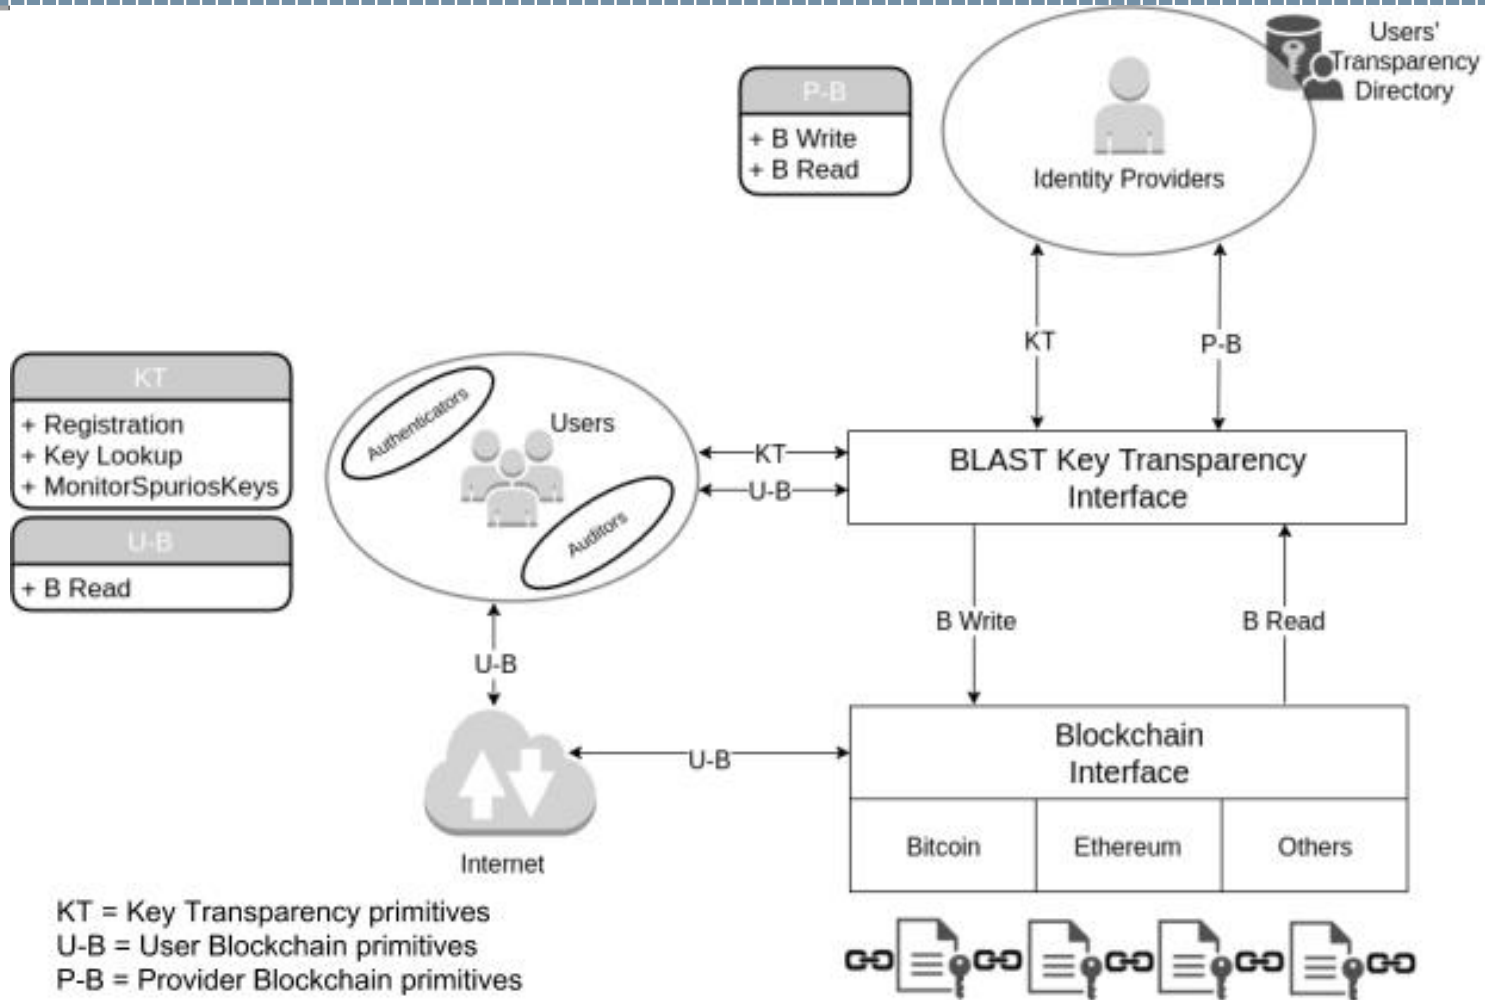 Users'
Transparency
Directory
P-B
+ B Write
+ B Read
Identity Providers
KT
P-B
KT
+ Registration
+ Key Lookup
+ MonitorSpuriosKeys
U-B
+ B Read
Authenticators
Users
Auditors
KT
U-B
BLAST Key Transparency
Interface
B Write
B Read
U-B
U-B
Internet
Blockchain
Interface
Bitcoin
Ethereum
Others
KT = Key Transparency primitives
U-B = User Blockchain primitives
P-B = Provider Blockchain primitives